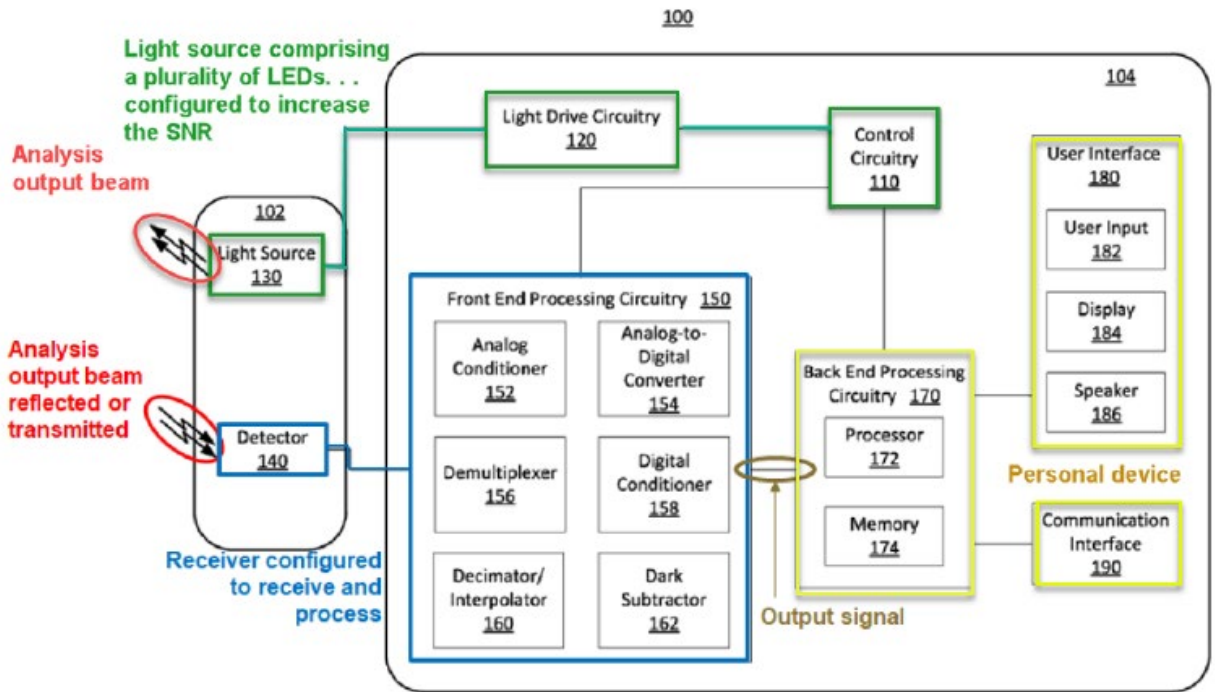 100
Light source comprising
a plurality of LEDs. . .
configured to increase
the SNR
104
Light Drive Circuitry
120
Control
Circuitry
110
User Interface
180
User Input
182
Display
184
Speaker
186
Analysis
output beam
102
Light Source
130
Front End Processing Circuitry 150
Analog
Conditioner
152
Analog-to-
Digital
Converter
154
Analysis
output beam
reflected or
transmitted
Back End Processing
Circuitry 170
Processor
172
Memory
174
Detector
140
Demultiplexer
156
Digital
Conditioner
158
Personal device
Communication
Interface
190
Receiver configured
to receive and
process
Decimator/
Interpolator
160
Dark
Subtractor
162
Output signal